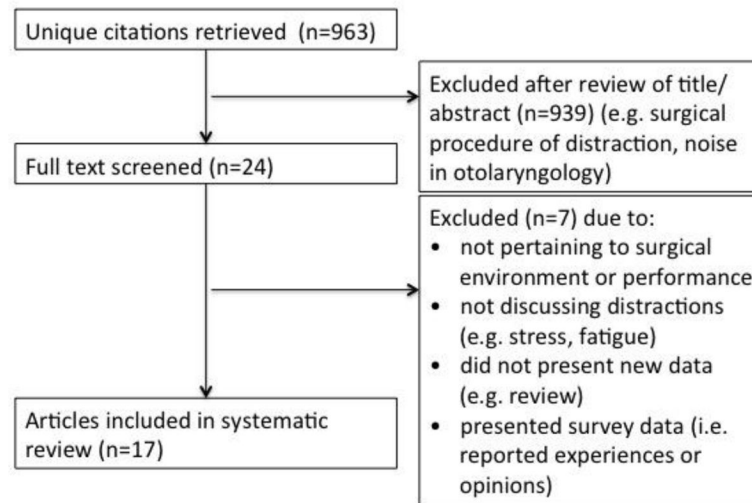 Unique citations retrieved (n=963)
Excluded after review of title/
abstract (n=939) (e.g. surgical
procedure of distraction, noise
in otolaryngology)
Full text screened (n=24)
Excluded (n=7) due to:
• not pertaining to surgical
environment or performance
• not discussing distractions
(e.g. stress, fatigue)
• did not present new data
(e.g. review)
• presented survey data (i.e.
reported experiences or
opinions)
Articles included in systematic
review (n=17)